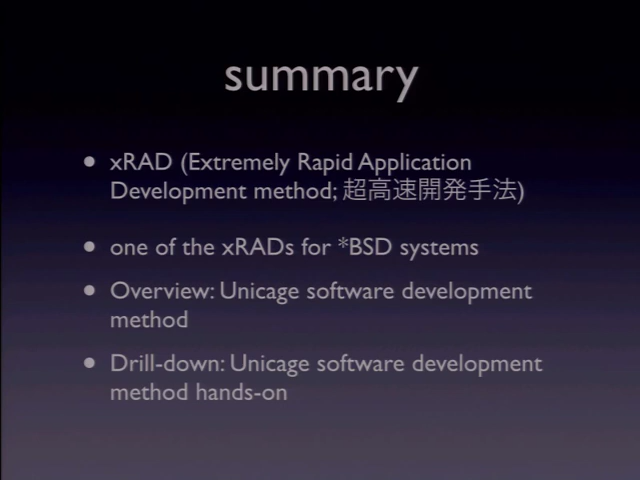 summary
• xRAD (Extremely Rapid Application
Development method; 超高速開発手法)
• one of the xRADs for *BSD systems
• Overview: Unicage software development
method
• Drill-down: Unicage software development
method hands-on